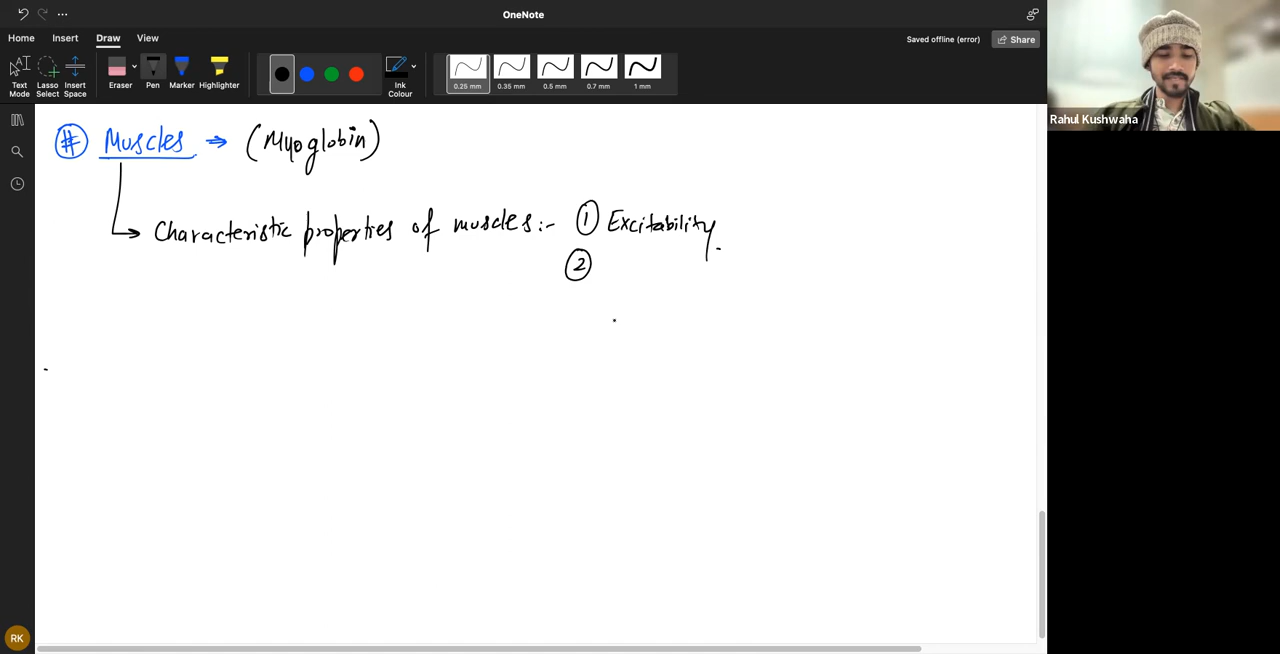 OneNote
Home Insert Draw View
Saved offline (error) Share
Text Mode Lasso Select Insert Space Eraser Pen Marker Highlighter Ink Colour 0.25 mm 0.35 mm 0.5 mm 0.7 mm 1 mm
Rahul Kushwaha
# Muscles → (Myoglobin)
Characteristic properties of muscles:- ① Excitability.
②
RK